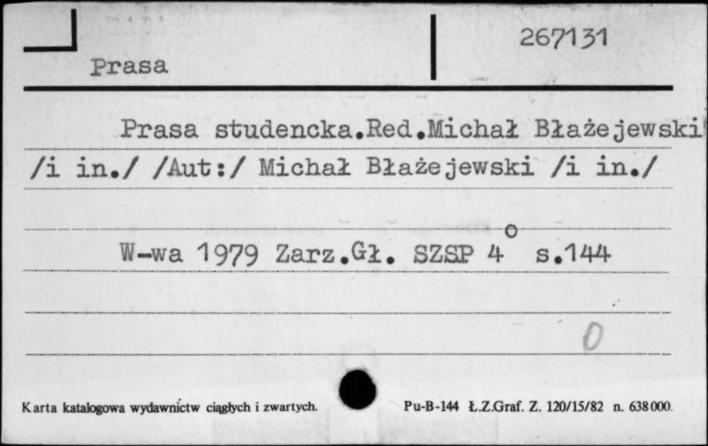 267131
Prasa
Prasa studencka.Red.Michał Błażejewski
/i in./ /Aut:/ Michał Błażejewski /i in./
W-wa 1979 Zarz.Gł. SZSP 4° s.144
0
Karta katalogowa wydawnictw ciągłych i zwartych. Pu-B-144 Ł.Z.Graf. Z. 120/15/82 n. 638000.